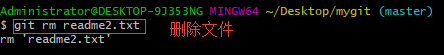 Administrator@DESKTOP-9J353NG MINGW64 ~/Desktop/mygit (master)
$ git rm readme2.txt 删除文件
rm 'readme2.txt'